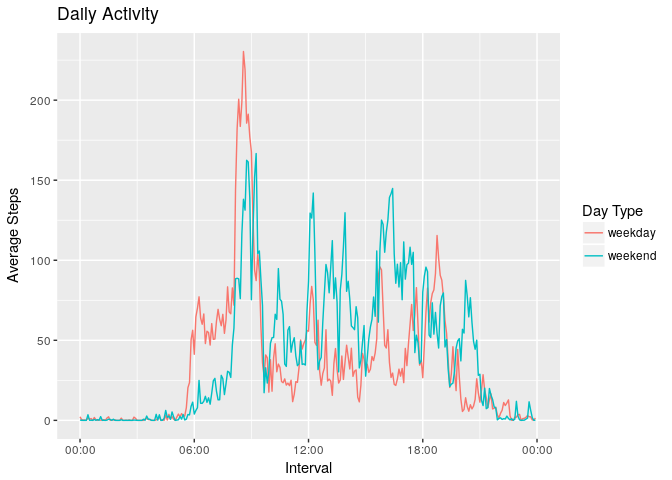 Daily Activity
Average Steps
200
150
100
50
0
00:00 06:00 12:00 18:00 00:00
Interval
Day Type
weekday
weekend